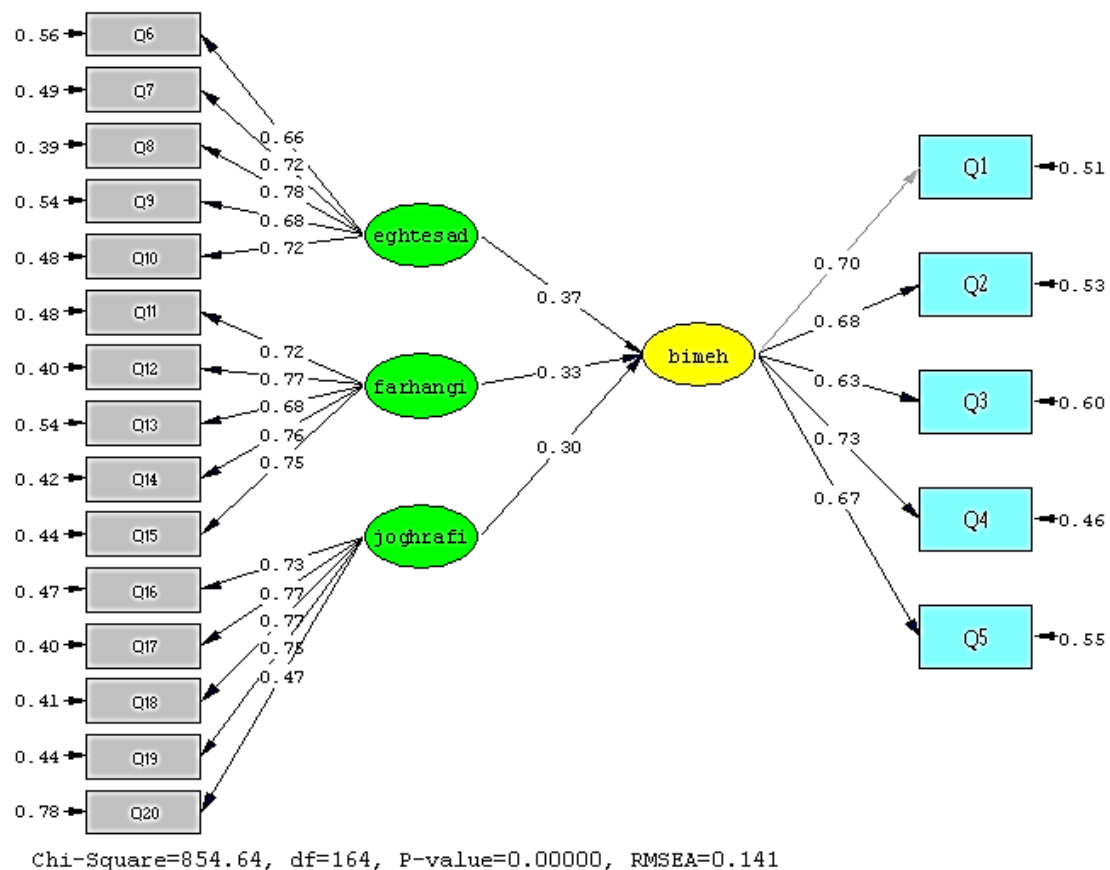 0.56 Q6
0.49 Q7
0.39 Q8
0.54 Q9
0.48 Q10
0.48 Q11
0.40 Q12
0.54 Q13
0.42 Q14
0.44 Q15
0.47 Q16
0.40 Q17
0.41 Q18
0.44 Q19
0.78 Q20
0.66
0.72
0.78
0.68
0.72
0.72
0.77
0.68
0.76
0.75
0.73
0.77
0.77
0.75
0.47
eghtesad
farhangi
joghrafi
0.37
0.33
0.30
bimeh
0.70
0.68
0.63
0.73
0.67
Q1 0.51
Q2 0.53
Q3 0.60
Q4 0.46
Q5 0.55
Chi-Square=854.64, df=164, P-value=0.00000, RMSEA=0.141